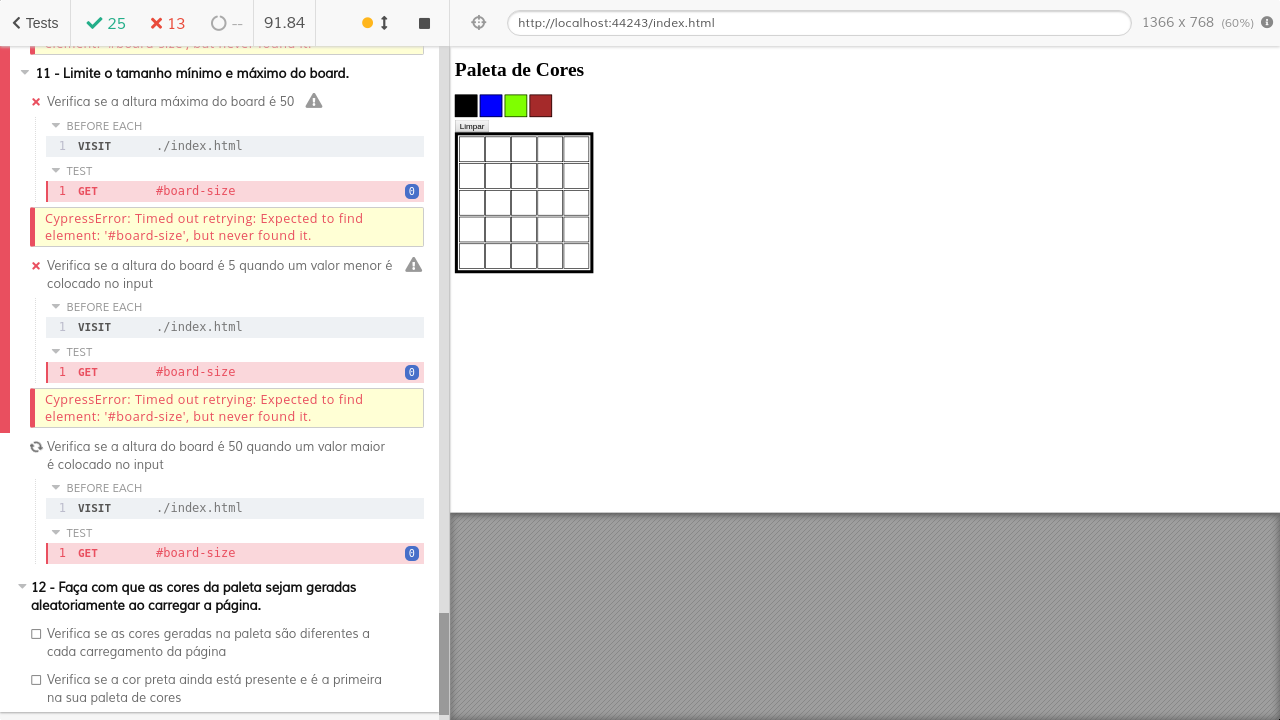 Tests
25
13
--
91.84
http://localhost:44243/index.html
1366 x 768 (60%)
element: '#board-size', but never found it.
11 - Limite o tamanho mínimo e máximo do board.
Verifica se a altura máxima do board é 50
BEFORE EACH
1 VISIT ./index.html
TEST
1 GET #board-size 0
CypressError: Timed out retrying: Expected to find
element: '#board-size', but never found it.
Verifica se a altura do board é 5 quando um valor menor é
colocado no input
BEFORE EACH
1 VISIT ./index.html
TEST
1 GET #board-size 0
CypressError: Timed out retrying: Expected to find
element: '#board-size', but never found it.
Verifica se a altura do board é 50 quando um valor maior
é colocado no input
BEFORE EACH
1 VISIT ./index.html
TEST
1 GET #board-size 0
12 - Faça com que as cores da paleta sejam geradas
aleatoriamente ao carregar a página.
Verifica se as cores geradas na paleta são diferentes a
cada carregamento da página
Verifica se a cor preta ainda está presente e é a primeira
na sua paleta de cores
Paleta de Cores
Limpar